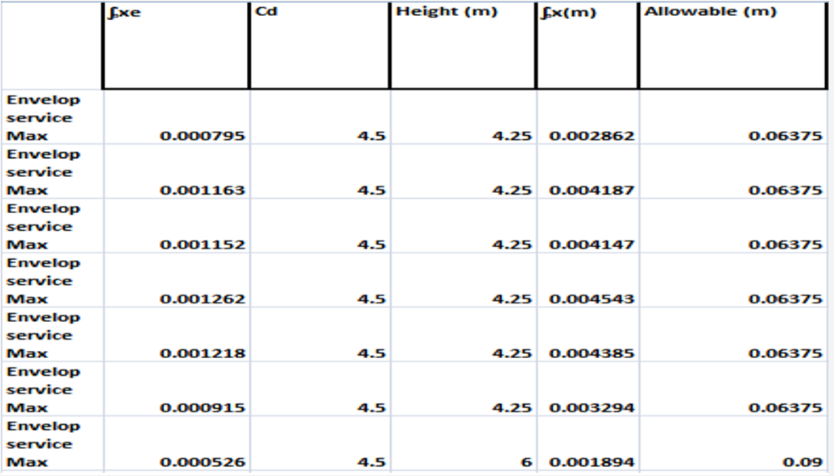 ʆxe Cd Height (m) ʆx(m) Allowable (m)
Envelop
service
Max 0.000795 4.5 4.25 0.002862 0.06375
Envelop
service
Max 0.001163 4.5 4.25 0.004187 0.06375
Envelop
service
Max 0.001152 4.5 4.25 0.004147 0.06375
Envelop
service
Max 0.001262 4.5 4.25 0.004543 0.06375
Envelop
service
Max 0.001218 4.5 4.25 0.004385 0.06375
Envelop
service
Max 0.000915 4.5 4.25 0.003294 0.06375
Envelop
service
Max 0.000526 4.5 6 0.001894 0.09